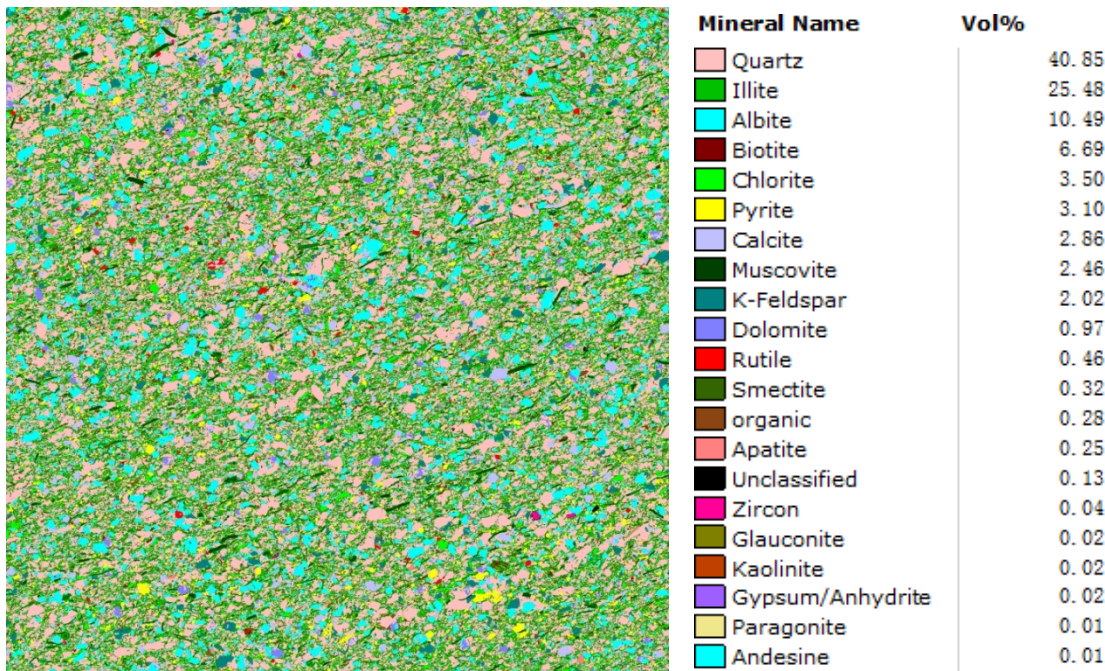 Mineral Name Vol%
Quartz 40.85
Illite 25.48
Albite 10.49
Biotite 6.69
Chlorite 3.50
Pyrite 3.10
Calcite 2.86
Muscovite 2.46
K-Feldspar 2.02
Dolomite 0.97
Rutile 0.46
Smectite 0.32
organic 0.28
Apatite 0.25
Unclassified 0.13
Zircon 0.04
Glauconite 0.02
Kaolinite 0.02
Gypsum/Anhydrite 0.02
Paragonite 0.01
Andesine 0.01